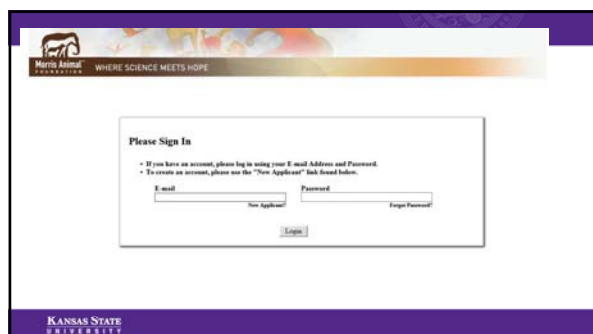 Morris Animal
FOUNDATION
WHERE SCIENCE MEETS HOPE
Please Sign In
• If you have an account, please log in using your E-mail Address and Password.
• To create an account, please use the "New Applicant" link found below.
E-mail Password
New Applicant? Forgot Password?
Login
KANSAS STATE
UNIVERSITY